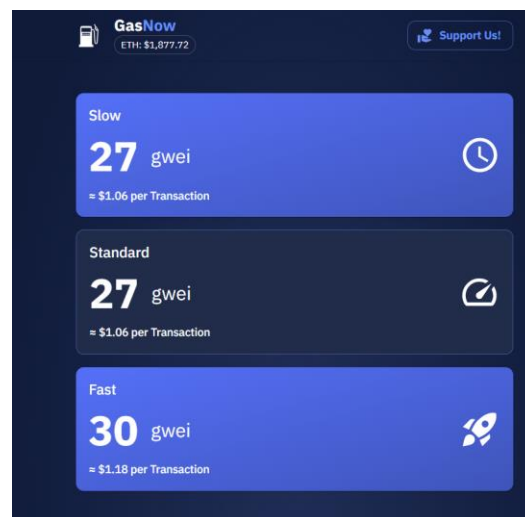 GasNow
ETH: $1,877.72
Support Us!
Slow
27 gwei
≈ $1.06 per Transaction
Standard
27 gwei
≈ $1.06 per Transaction
Fast
30 gwei
≈ $1.18 per Transaction